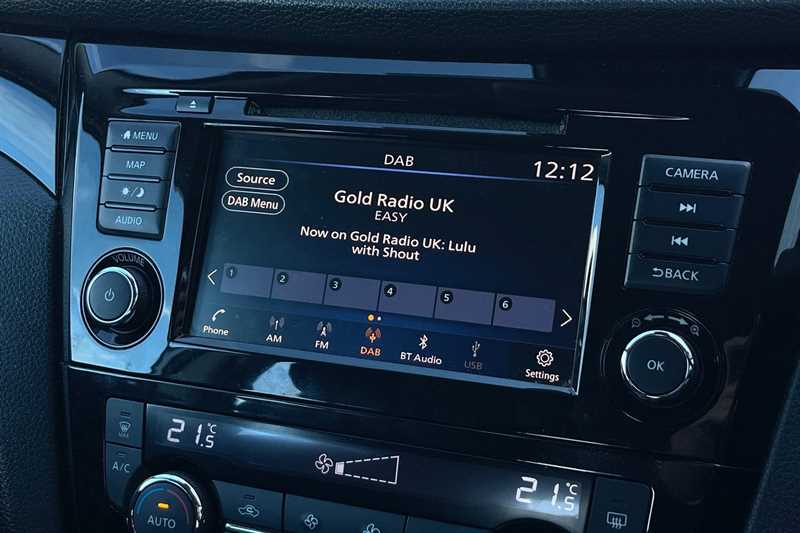 MENU
MAP
AUDIO
VOLUME
DAB
12:12
Source
DAB Menu
Gold Radio UK
EASY
Now on Gold Radio UK: Lulu
with Shout
1 2 3 4 5 6
Phone
AM
FM
DAB
BT Audio
USB
Settings
CAMERA
BACK
OK
MAX
A/C
21.5°C
AUTO
21.5°C